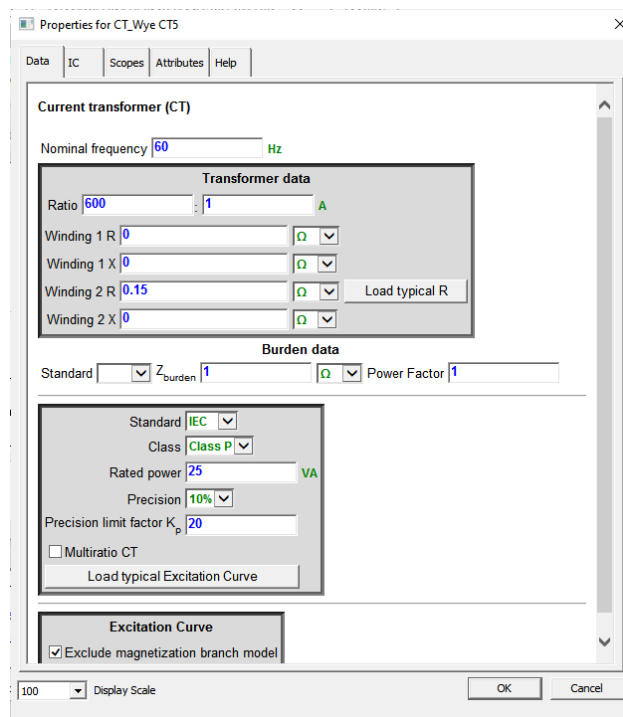 Properties for CT_Wye CT5
Data IC Scopes Attributes Help
Current transformer (CT)
Nominal frequency 60 Hz
Transformer data
Ratio 600 : 1 A
Winding 1 R 0 Ω
Winding 1 X 0 Ω
Winding 2 R 0.15 Ω Load typical R
Winding 2 X 0 Ω
Burden data
Standard Zburden 1 Ω Power Factor 1
Standard IEC
Class Class P
Rated power 25 VA
Precision 10%
Precision limit factor Kp 20
Multiratio CT
Load typical Excitation Curve
Excitation Curve
Exclude magnetization branch model
100 Display Scale OK Cancel